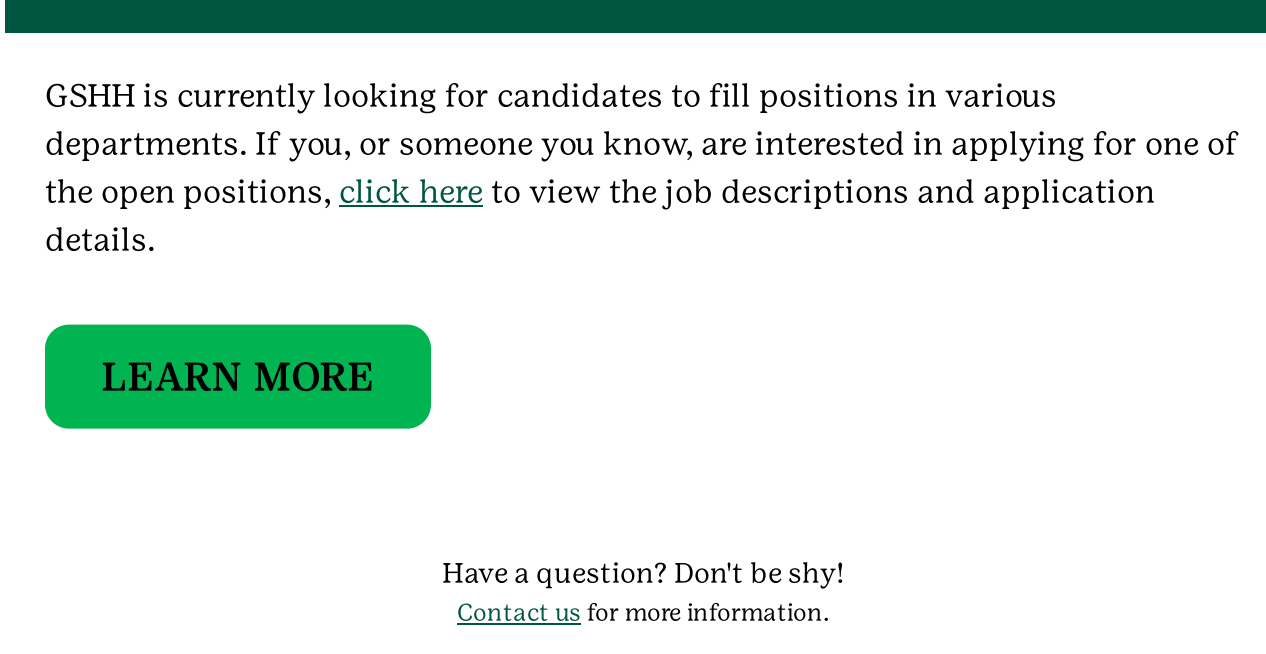 GSHH is currently looking for candidates to fill positions in various
departments. If you, or someone you know, are interested in applying for one of
the open positions, click here to view the job descriptions and application
details.
LEARN MORE
Have a question? Don't be shy!
Contact us for more information.